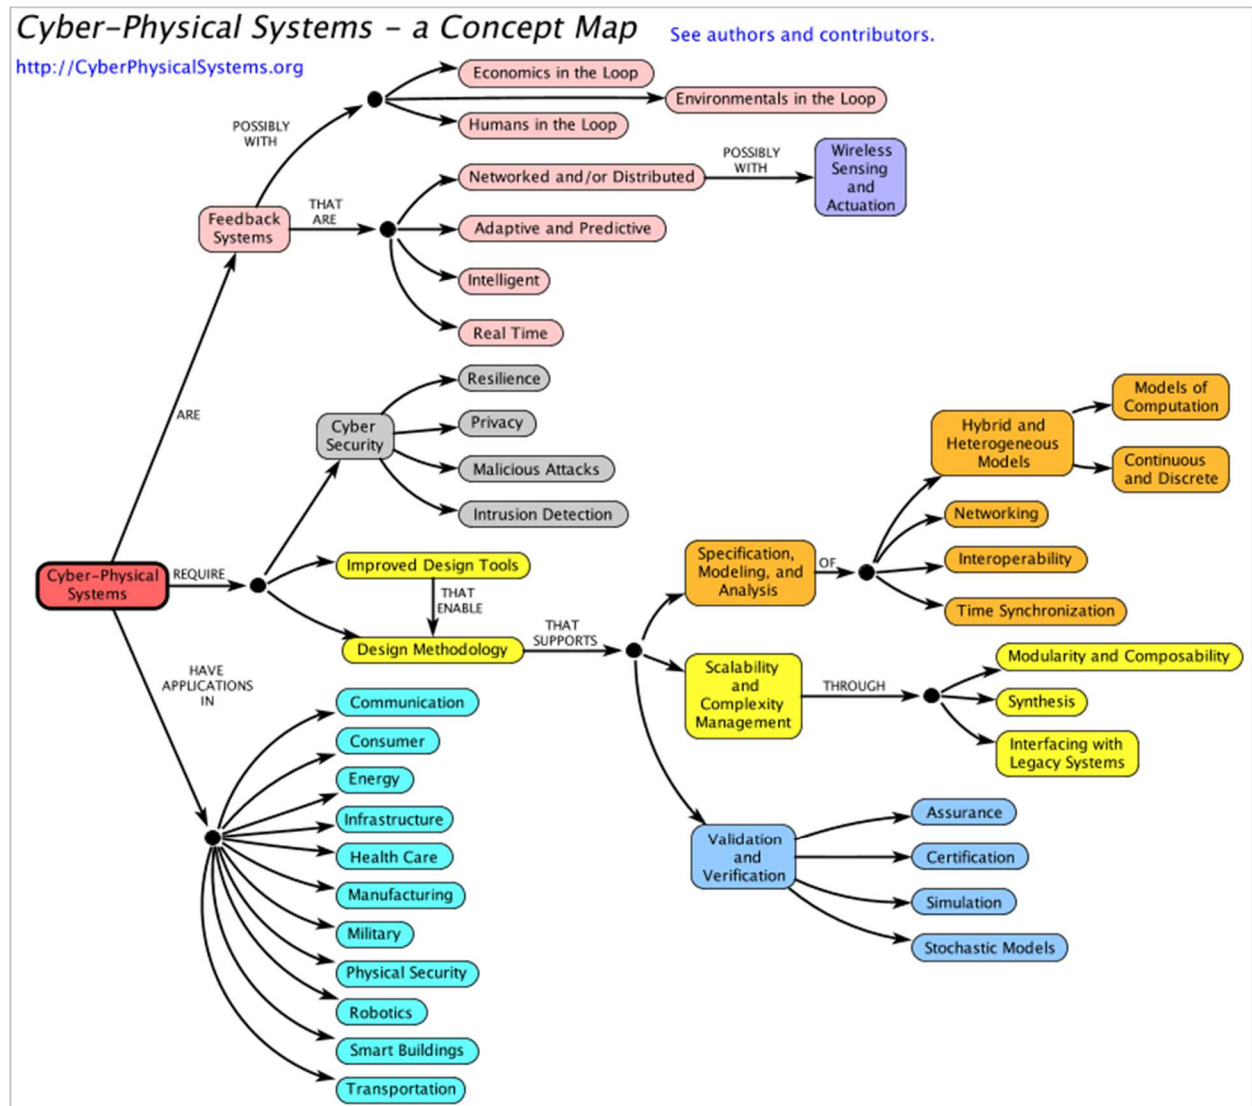 Cyber-Physical Systems – a Concept Map
See authors and contributors.
http://CyberPhysicalSystems.org
Economics in the Loop
Environmentals in the Loop
Humans in the Loop
POSSIBLY
WITH
Networked and/or Distributed
POSSIBLY
WITH
Wireless
Sensing
and
Actuation
Feedback
Systems
THAT
ARE
Adaptive and Predictive
Intelligent
Real Time
ARE
Cyber
Security
Resilience
Privacy
Malicious Attacks
Intrusion Detection
Cyber-Physical
Systems
REQUIRE
Improved Design Tools
THAT
ENABLE
Design Methodology
THAT
SUPPORTS
Specification,
Modeling, and
Analysis
OF
Hybrid and
Heterogeneous
Models
Models of
Computation
Continuous
and Discrete
Networking
Interoperability
Time Synchronization
Scalability
and
Complexity
Management
THROUGH
Modularity and Composability
Synthesis
Interfacing with
Legacy Systems
Validation
and
Verification
Assurance
Certification
Simulation
Stochastic Models
HAVE
APPLICATIONS
IN
Communication
Consumer
Energy
Infrastructure
Health Care
Manufacturing
Military
Physical Security
Robotics
Smart Buildings
Transportation